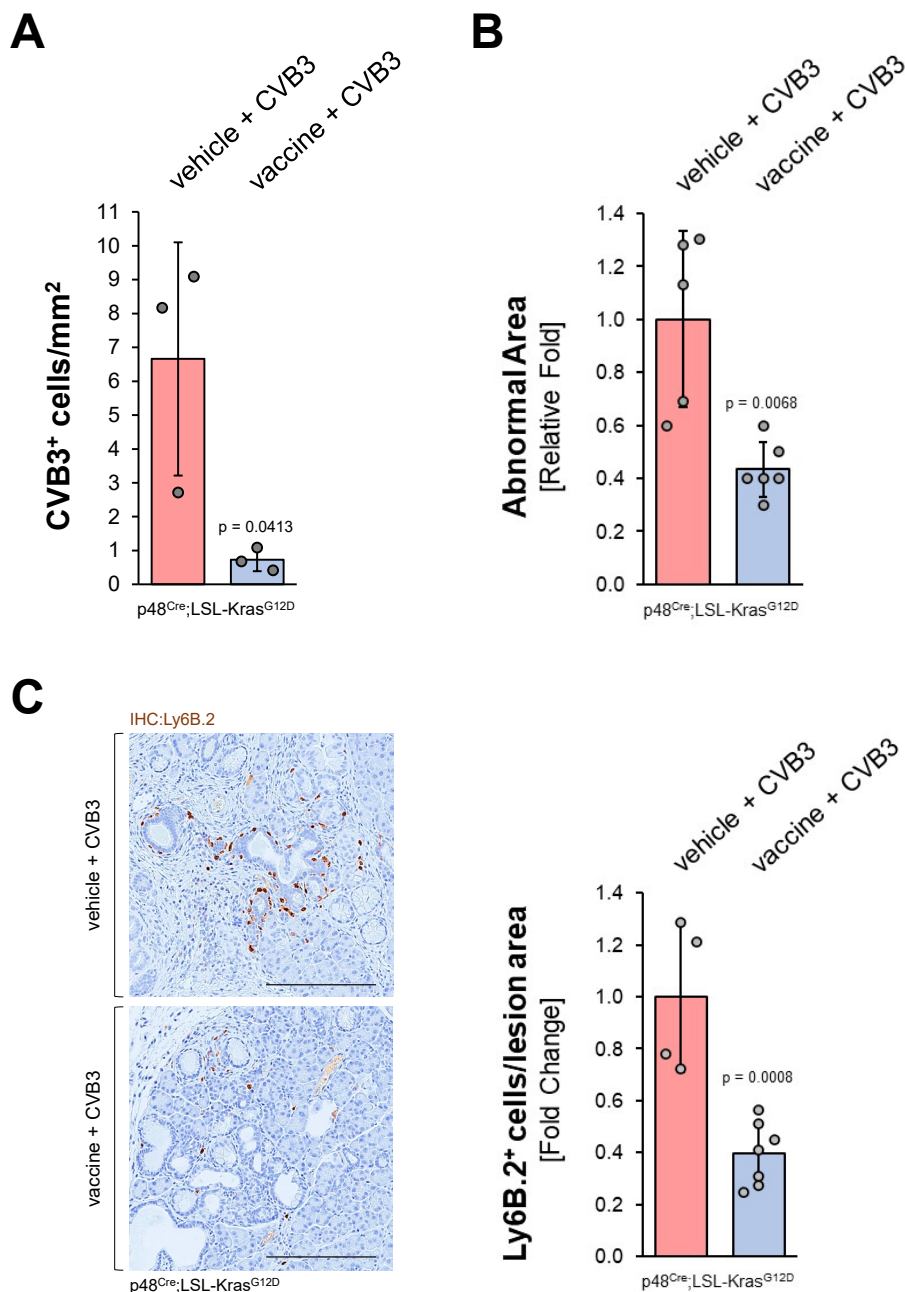 A
vehicle + CVB3
vaccine + CVB3
11
10
9
8
7
6
5
4
3
2
1
0
CVB3⁺ cells/mm²
p = 0.0413
p48^Cre;LSL-Kras^G12D
B
vehicle + CVB3
vaccine + CVB3
1.4
1.2
1.0
0.8
0.6
0.4
0.2
0.0
Abnormal Area
[Relative Fold]
p = 0.0068
p48^Cre;LSL-Kras^G12D
C
IHC:Ly6B.2
vehicle + CVB3
vaccine + CVB3
p48^Cre;LSL-Kras^G12D
vehicle + CVB3
vaccine + CVB3
1.4
1.2
1.0
0.8
0.6
0.4
0.2
0.0
Ly6B.2⁺ cells/lesion area
[Fold Change]
p = 0.0008
p48^Cre;LSL-Kras^G12D